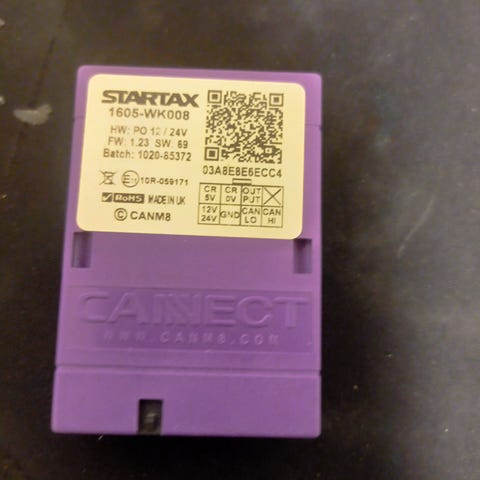 STARTAX
1605-WK008
HW: PO 12 / 24V
FW: 1.23 SW: 69
Batch: 1020-85372
03A8E8E6ECC4
10R-059171
RoHS MADE IN UK
© CANM8
CR 5V
CR 0V
OUT PUT
12V 24V
GND
CAN LO
CAN HI
CANNECT
WWW.CANM8.COM